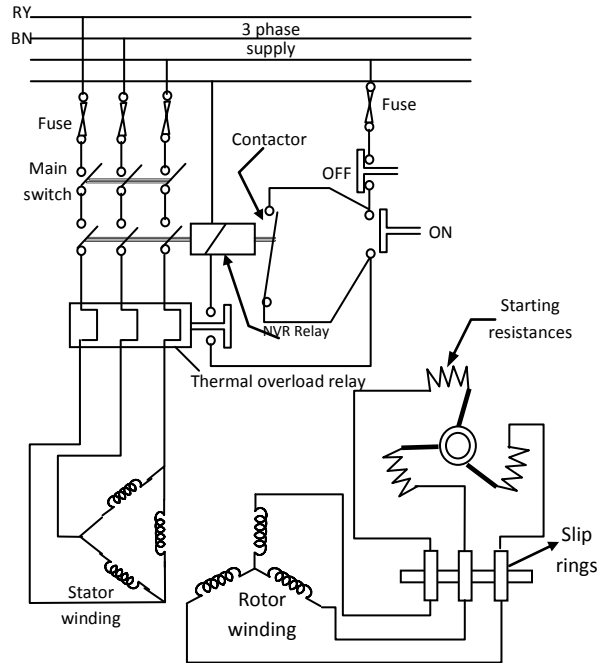 RY
3 phase
BN
supply
Fuse
Fuse
Contactor
Main
switch
OFF
ON
NVR Relay
Starting
resistances
Thermal overload relay
Stator
winding
Rotor
winding
Slip
rings